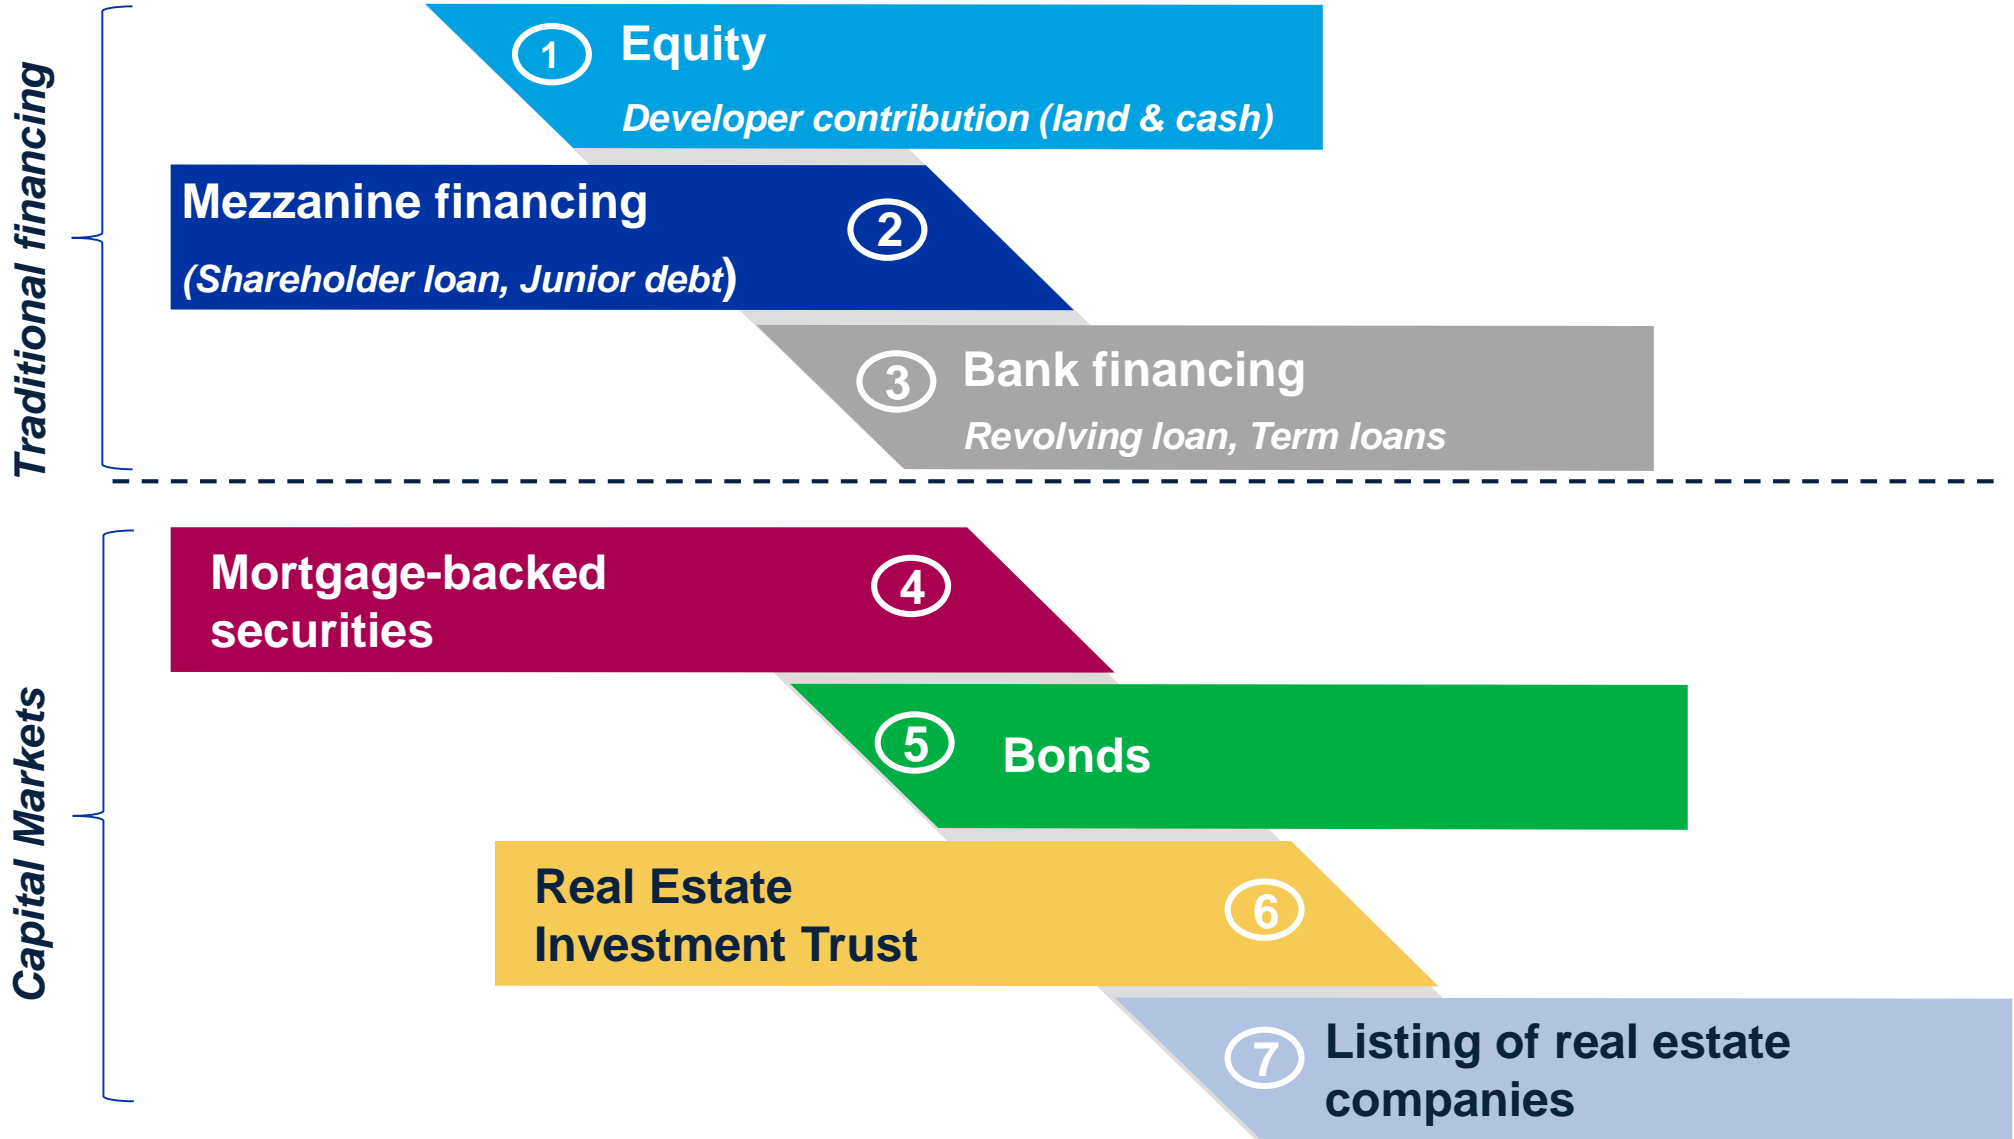 Traditional financing
1
Equity
Developer contribution (land & cash)
Mezzanine financing
2
(Shareholder loan, Junior debt)
3
Bank financing
Revolving loan, Term loans
Capital Markets
Mortgage-backed
securities
4
5
Bonds
Real Estate
Investment Trust
6
7
Listing of real estate
companies